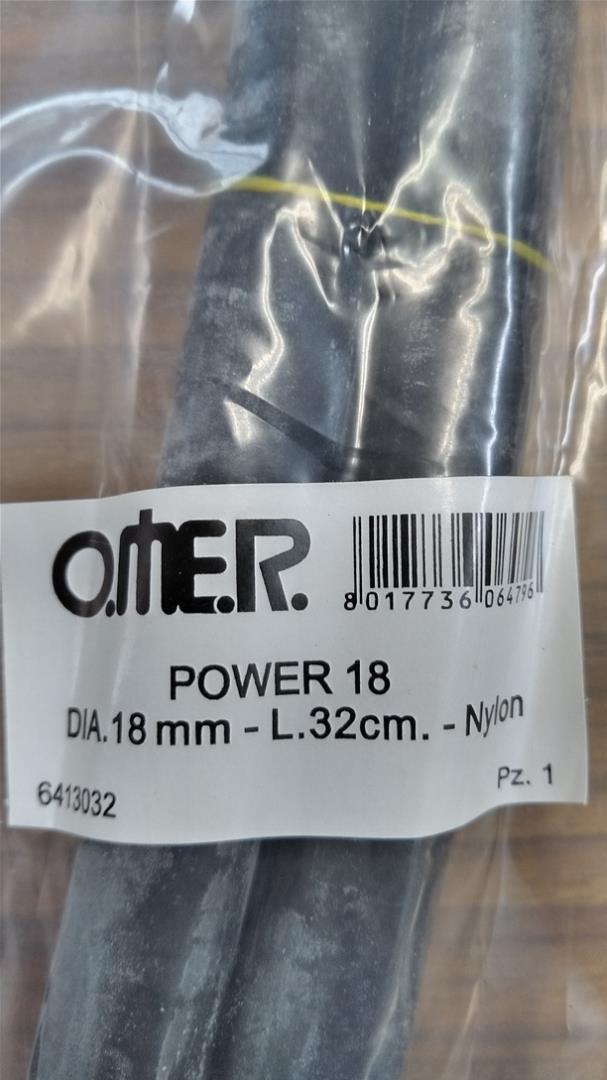 O.ME.R.
8 017736 064796
POWER 18
DIA.18 mm - L.32cm. - Nylon
6413032
Pz. 1